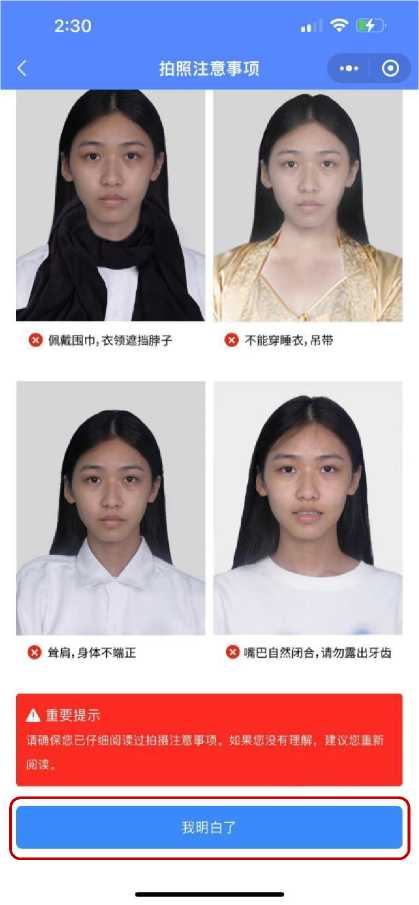 2:30
拍照注意事项
佩戴围巾，衣领遮挡脖子
不能穿睡衣，吊带
耸肩，身体不端正
嘴巴自然闭合，请勿露出牙齿
重要提示
请确保您已仔细阅读过拍摄注意事项。如果您没有理解，建议您重新
阅读。
我明白了